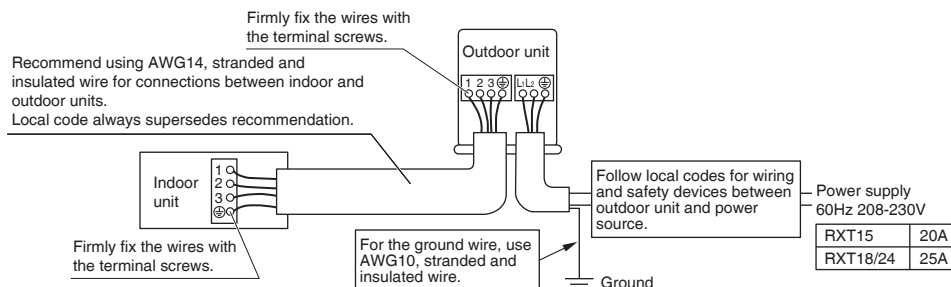 Firmly fix the wires with
the terminal screws.
Outdoor unit
1 2 3
L1 L2
Recommend using AWG14, stranded and
insulated wire for connections between indoor and
outdoor units.
Local code always supersedes recommendation.
Indoor
unit
1
2
3
Firmly fix the wires with
the terminal screws.
For the ground wire, use
AWG10, stranded and
insulated wire.
Ground
Follow local codes for wiring
and safety devices between
outdoor unit and power
source.
Power supply
60Hz 208-230V
RXT15 20A
RXT18/24 25A